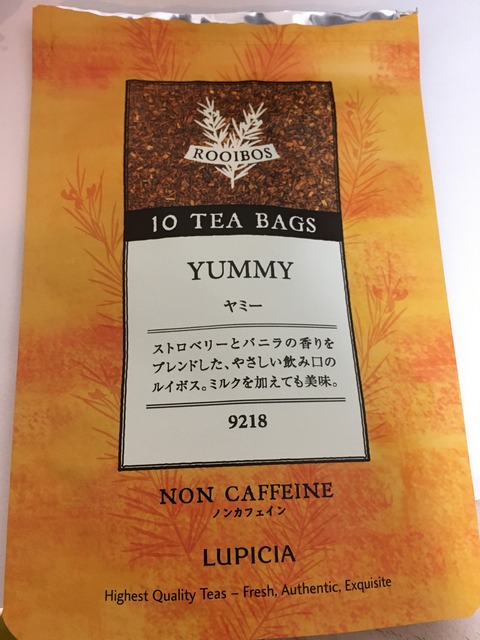 ROOIBOS
10 TEA BAGS
YUMMY
ヤミー
ストロベリーとバニラの香りを
ブレンドした、やさしい飲み口の
ルイボス。ミルクを加えても美味。
9218
NON CAFFEINE
ノンカフェイン
LUPICIA
Highest Quality Teas – Fresh, Authentic, Exquisite